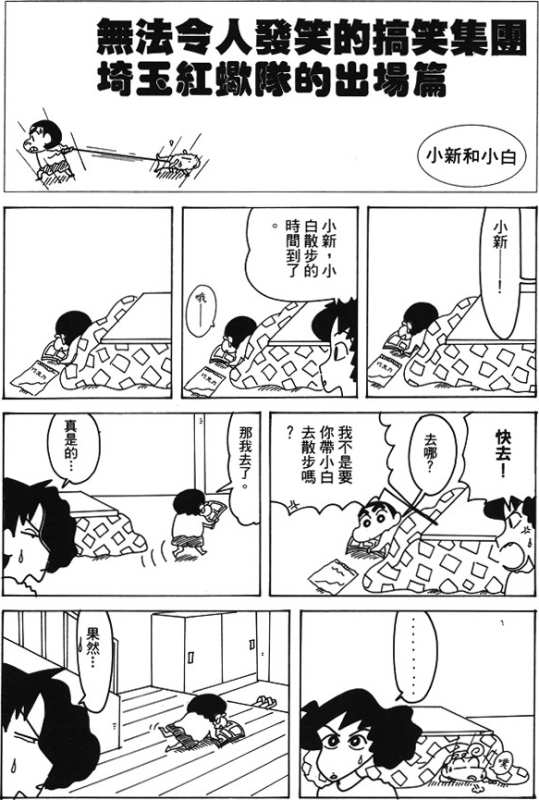 無法令人發笑的搞笑集團
埼玉紅蠍隊的出場篇
小新和小白
小新——！
小新，小
白散步的
時間到了
。
哦——
快去！
去哪？
我不是要
你帶小白
去散步嗎
？
那我去了。
真是的…
………
果然…